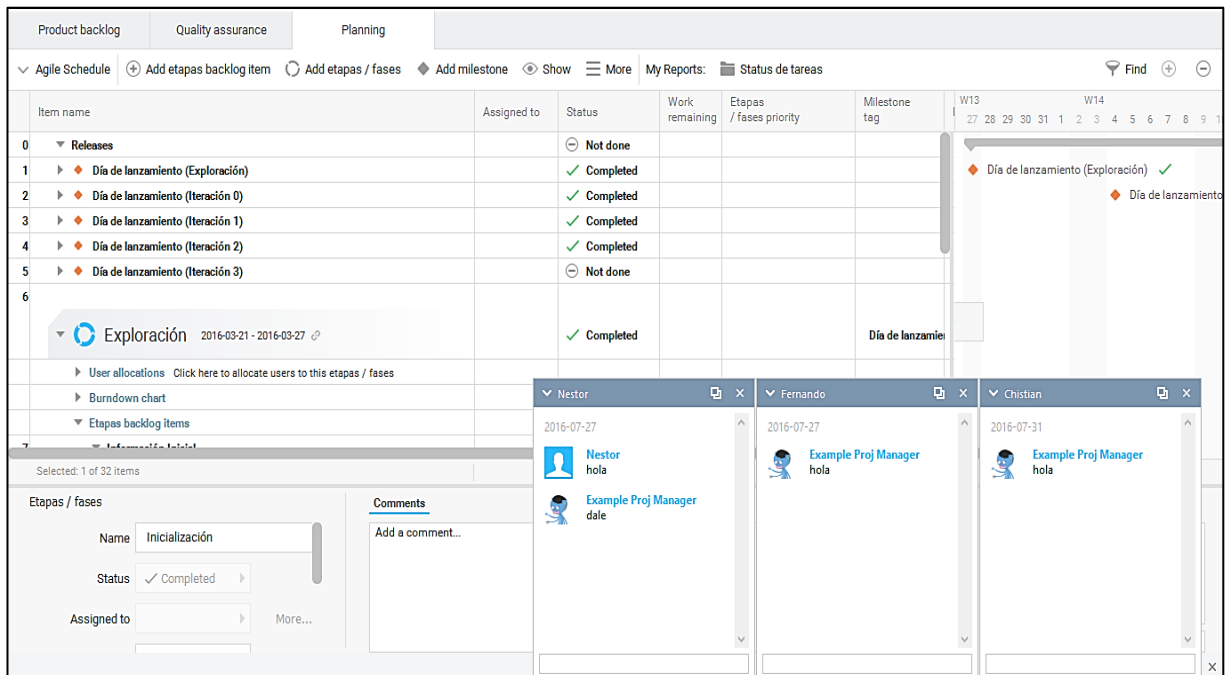 Product backlog Quality assurance Planning
Agile Schedule Add etapas backlog item Add etapas / fases Add milestone Show More My Reports: Status de tareas Find
Item name Assigned to Status Work remaining Etapas / fases priority Milestone tag W13 W14
27 28 29 30 31 1 2 3 4 5 6 7 8 9
0 Releases Not done
1 Día de lanzamiento (Exploración) Completed Día de lanzamiento (Exploración)
2 Día de lanzamiento (Iteración 0) Completed Día de lanzamiento
3 Día de lanzamiento (Iteración 1) Completed
4 Día de lanzamiento (Iteración 2) Completed
5 Día de lanzamiento (Iteración 3) Not done
6
Exploración 2016-03-21 - 2016-03-27 Completed Día de lanzamie
User allocations Click here to allocate users to this etapas / fases
Burndown chart
Etapas backlog items
7 Información Inicial
Selected: 1 of 32 items
Etapas / fases
Name Inicialización
Status Completed
Assigned to More...
Comments
Add a comment...
Nestor
2016-07-27
Nestor
hola
Example Proj Manager
dale
Fernando
2016-07-27
Example Proj Manager
hola
Chistian
2016-07-31
Example Proj Manager
hola